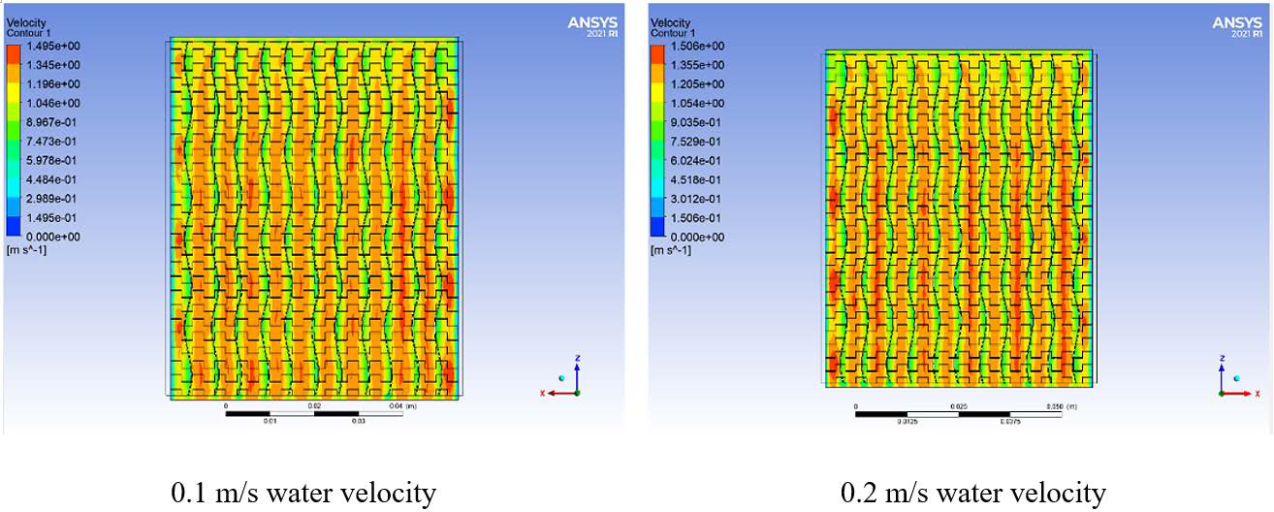 Velocity
Contour 1
1.495e+00
1.345e+00
1.196e+00
1.046e+00
8.967e-01
7.473e-01
5.978e-01
4.484e-01
2.989e-01
1.495e-01
0.000e+00
[m s^-1]
ANSYS
2021 R1
Z
X
0 0.02 0.04 (m)
0.01 0.03
Velocity
Contour 1
1.506e+00
1.355e+00
1.205e+00
1.054e+00
9.035e-01
7.529e-01
6.024e-01
4.518e-01
3.012e-01
1.506e-01
0.000e+00
[m s^-1]
ANSYS
2021 R1
Z
X
0 0.025 0.050 (m)
0.0125 0.0375
0.1 m/s water velocity
0.2 m/s water velocity